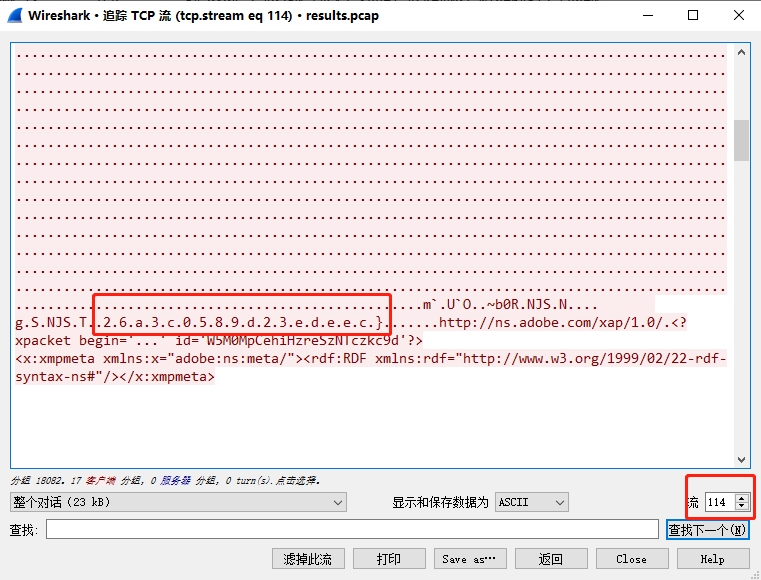 Wireshark · 追踪 TCP 流 (tcp.stream eq 114) · results.pcap
.......................................................................................
.......................................................................................
.......................................................................................
.......................................................................................
.......................................................................................
.......................................................................................
.......................................................................................
.......................................................................................
.......................................................................................
.......................................................................................
.......................................................................................
.......................................................................................
.......................................................................................
.......................................................................................
..................................................m`.U`O..~b0R.NJS.N....
g.S.NJS.T..2.6.a.3.c.0.5.8.9.d.2.3.e.d.e.e.c.}.......http://ns.adobe.com/xap/1.0/.<?
xpacket begin='...' id='W5M0MpCehiHzreSzNTczkc9d'?>
<x:xmpmeta xmlns:x="adobe:ns:meta/"><rdf:RDF xmlns:rdf="http://www.w3.org/1999/02/22-rdf-
syntax-ns#"/></x:xmpmeta>
分组 18082. 17 客户端 分组, 0 服务器 分组, 0 turn(s).点击选择.
整个对话 (23 kB) 显示和保存数据为 ASCII 流 114
查找: 查找下一个(N)
滤掉此流 打印 Save as… 返回 Close Help